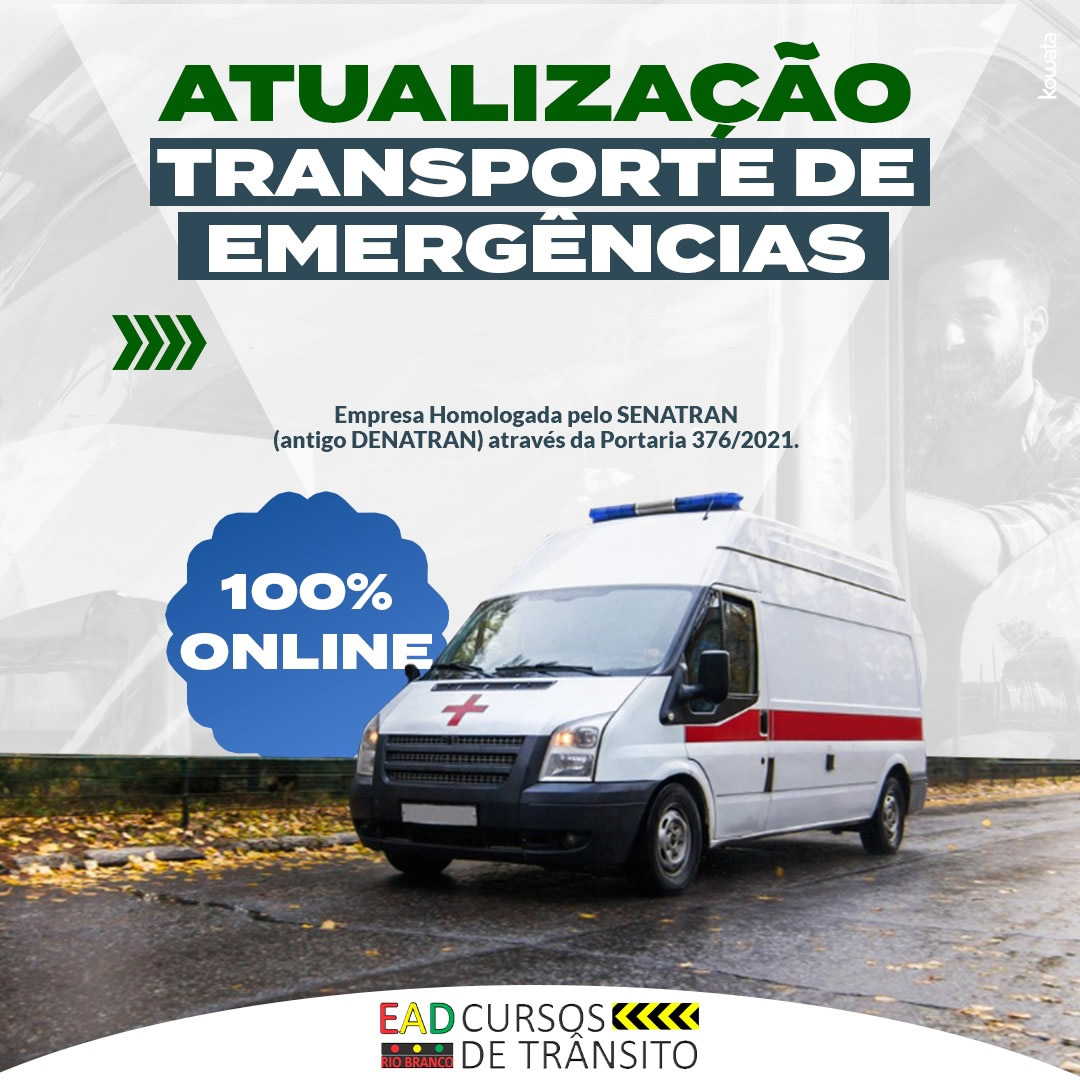 kowata
ATUALIZAÇÃO
TRANSPORTE DE
EMERGÊNCIAS
Empresa Homologada pelo SENATRAN
(antigo DENATRAN) através da Portaria 376/2021.
100%
ONLINE
EAD CURSOS
RIO BRANCO DE TRÂNSITO